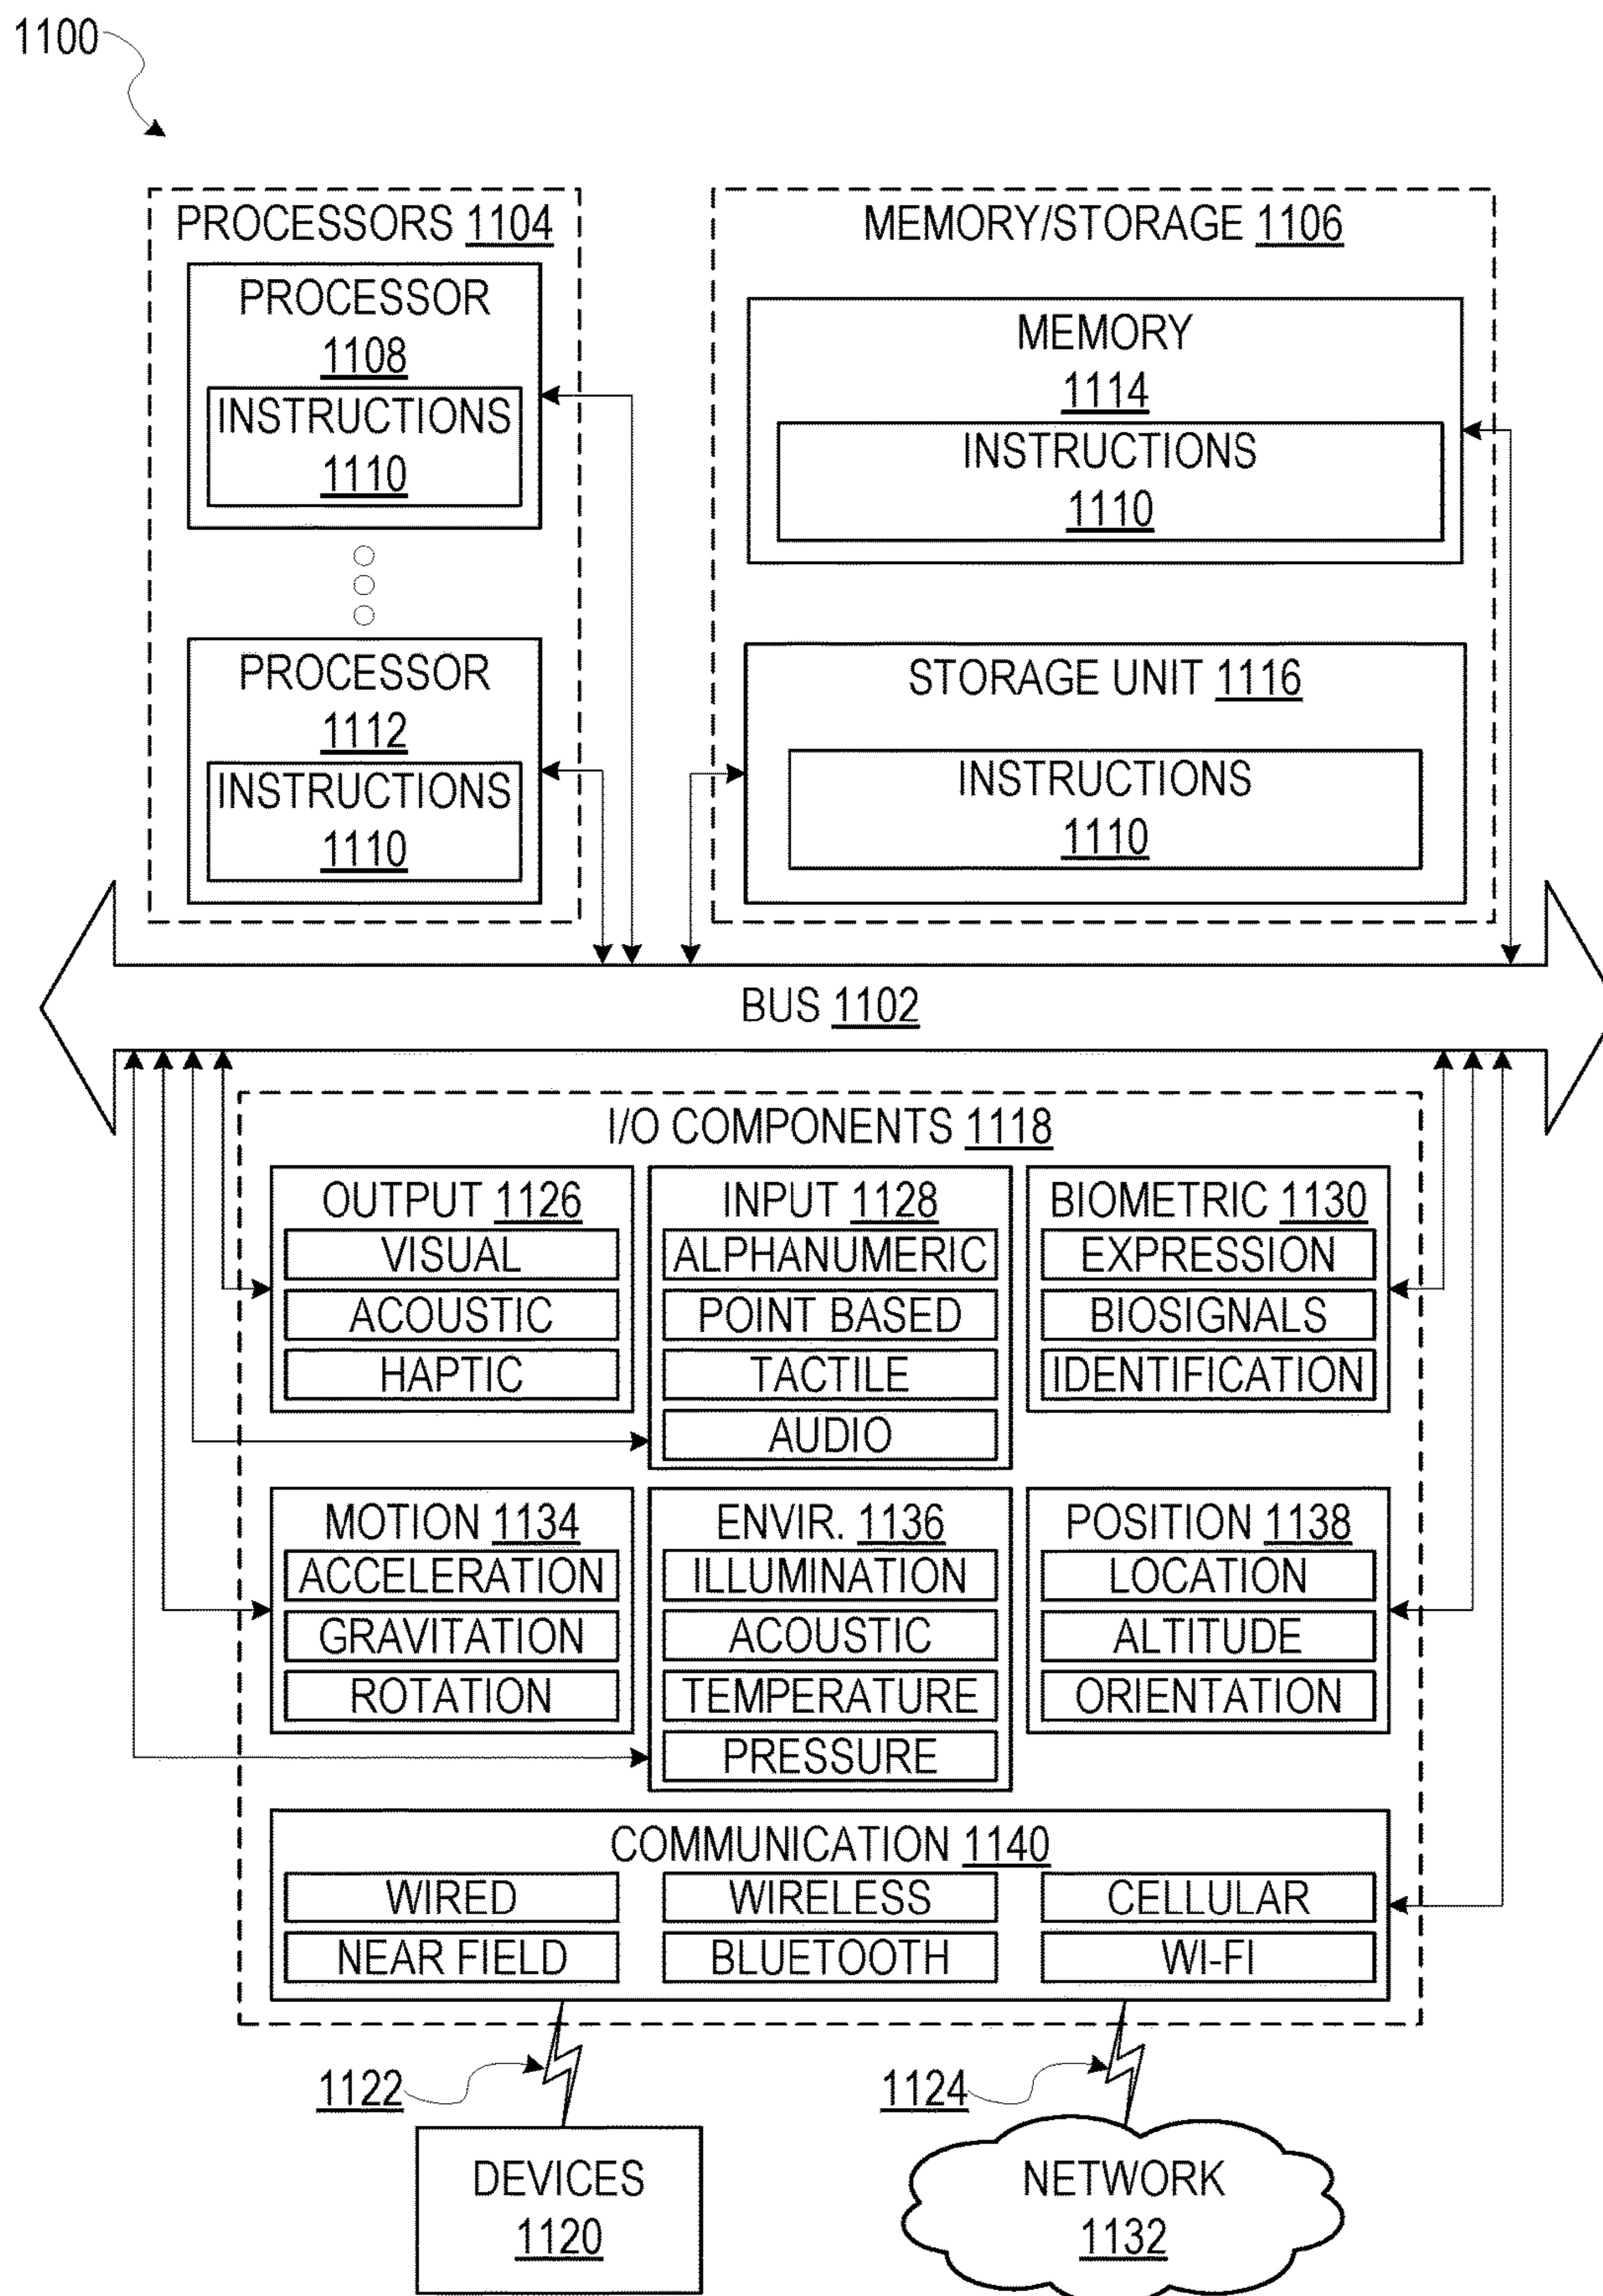 1100
PROCESSORS 1104
PROCESSOR
1108
INSTRUCTIONS
1110
PROCESSOR
1112
INSTRUCTIONS
1110
MEMORY/STORAGE 1106
MEMORY
1114
INSTRUCTIONS
1110
STORAGE UNIT 1116
INSTRUCTIONS
1110
BUS 1102
I/O COMPONENTS 1118
OUTPUT 1126
VISUAL
ACOUSTIC
HAPTIC
INPUT 1128
ALPHANUMERIC
POINT BASED
TACTILE
AUDIO
BIOMETRIC 1130
EXPRESSION
BIOSIGNALS
IDENTIFICATION
MOTION 1134
ACCELERATION
GRAVITATION
ROTATION
ENVIR. 1136
ILLUMINATION
ACOUSTIC
TEMPERATURE
PRESSURE
POSITION 1138
LOCATION
ALTITUDE
ORIENTATION
COMMUNICATION 1140
WIRED
WIRELESS
CELLULAR
NEAR FIELD
BLUETOOTH
WI-FI
1122
1124
DEVICES
1120
NETWORK
1132